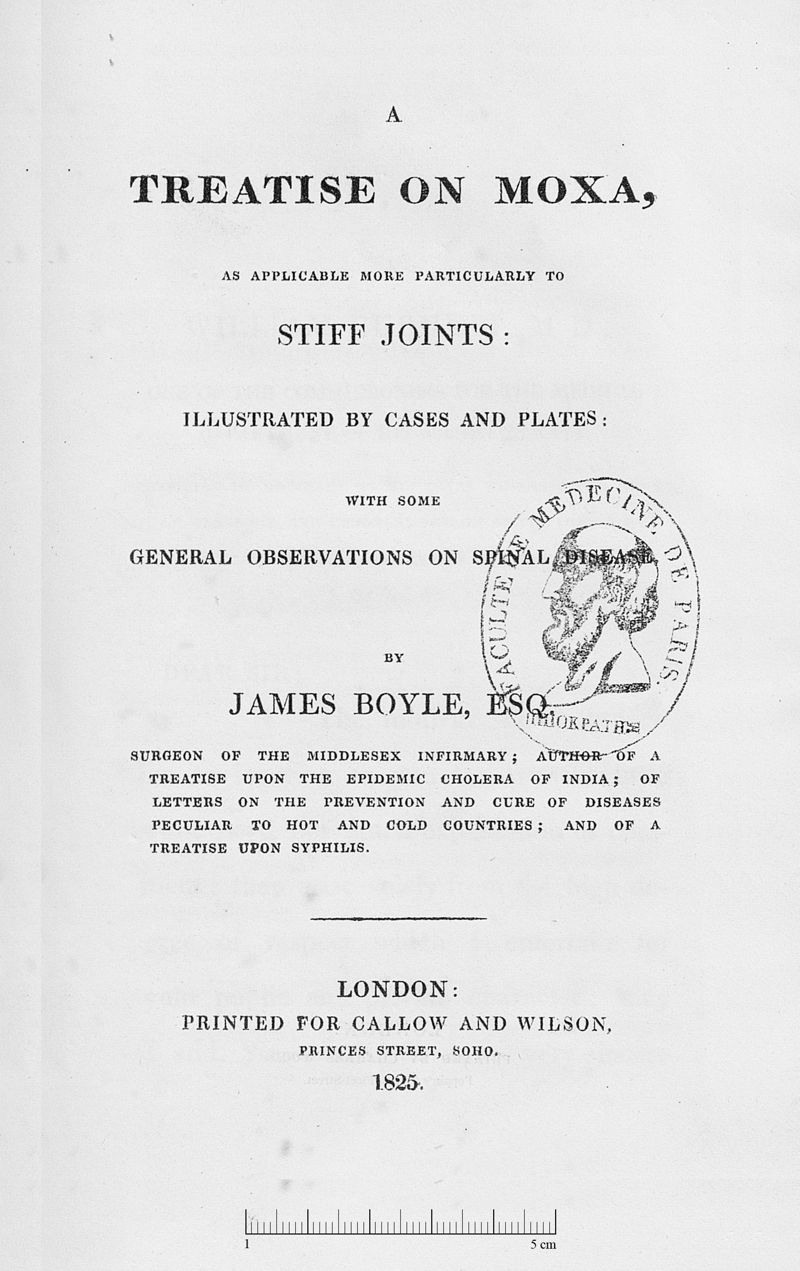 A
TREATISE ON MOXA,
AS APPLICABLE MORE PARTICULARLY TO
STIFF JOINTS:
ILLUSTRATED BY CASES AND PLATES:
WITH SOME
GENERAL OBSERVATIONS ON SPINAL DISEASE,
FACULTE DE MEDECINE DE PARIS
BY
JAMES BOYLE, ESQ.
SURGEON OF THE MIDDLESEX INFIRMARY; AUTHOR OF A
TREATISE UPON THE EPIDEMIC CHOLERA OF INDIA; OF
LETTERS ON THE PREVENTION AND CURE OF DISEASES
PECULIAR TO HOT AND COLD COUNTRIES; AND OF A
TREATISE UPON SYPHILIS.
LONDON:
PRINTED FOR CALLOW AND WILSON,
PRINCES STREET, SOHO.
1825.
1 5 cm